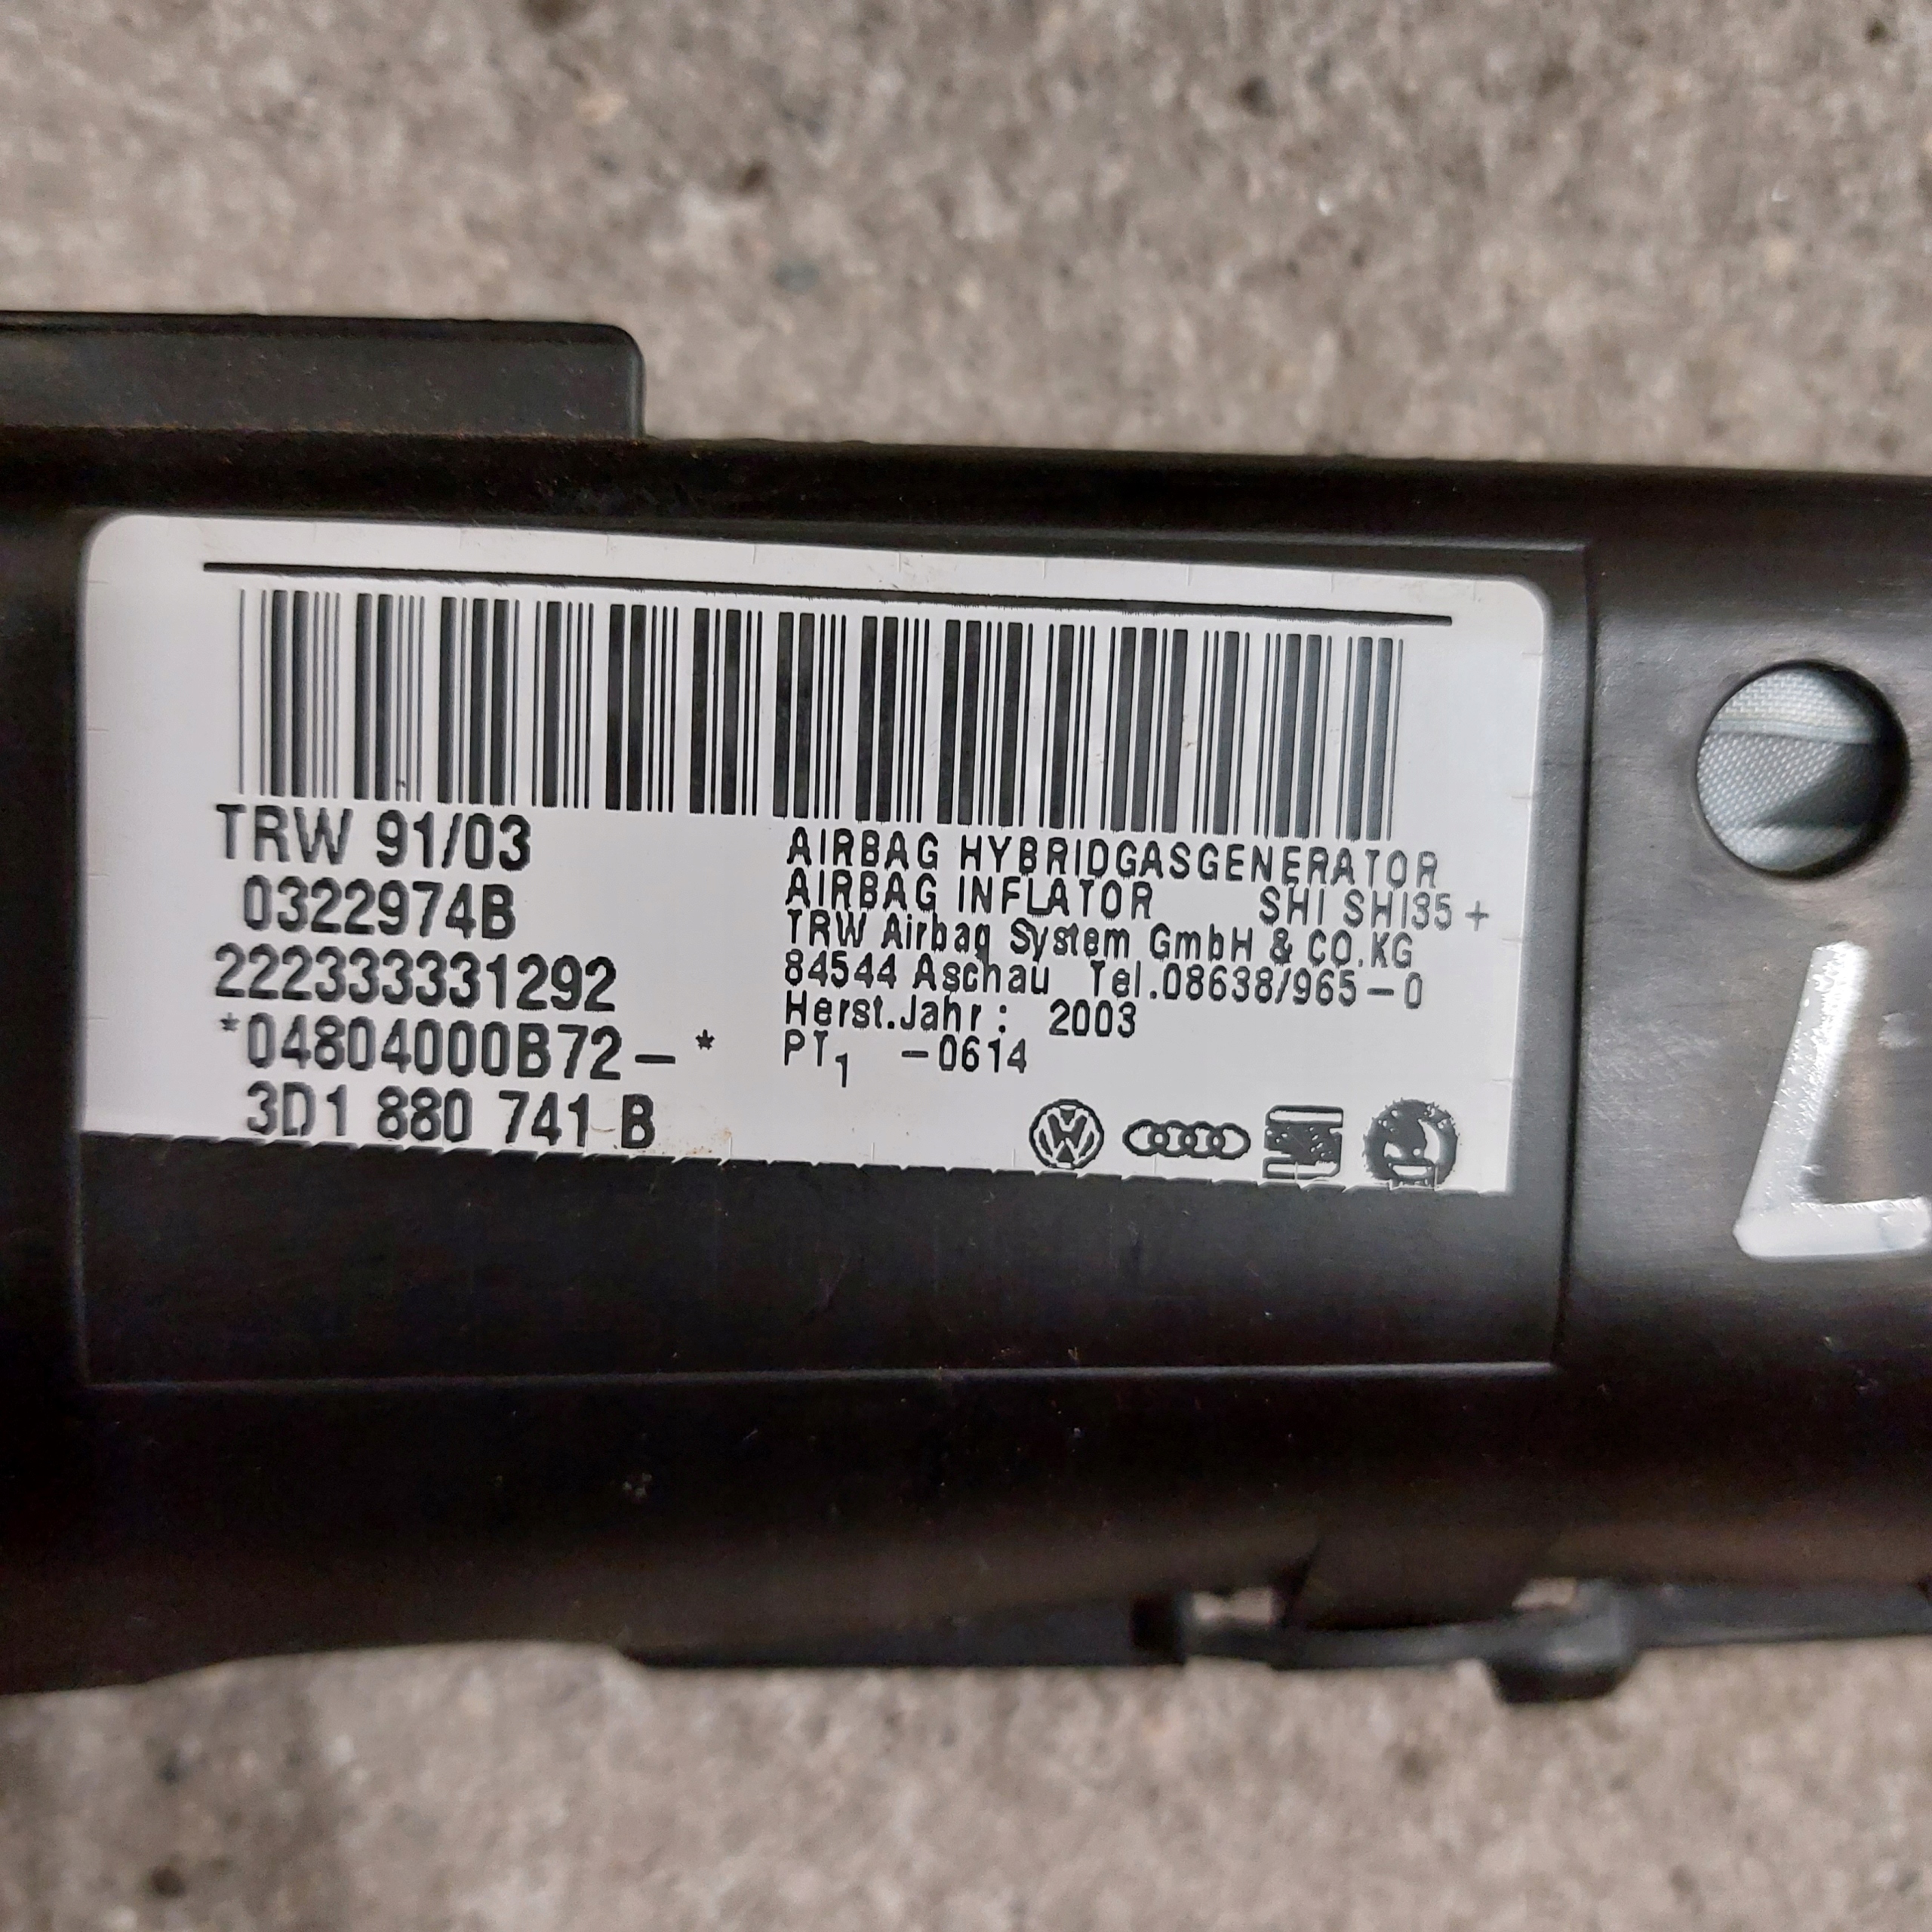 TRW 91/03
0322974B
222333331292
*04804000B72-*
3D1 880 741 B
AIRBAG HYBRIDGASGENERATOR
AIRBAG INFLATOR SHI SHI35+
TRW Airbag System GmbH & CO.KG
84544 Aschau Tel.08638/965-0
Herst.Jahr: 2003
PT1 -0614
L